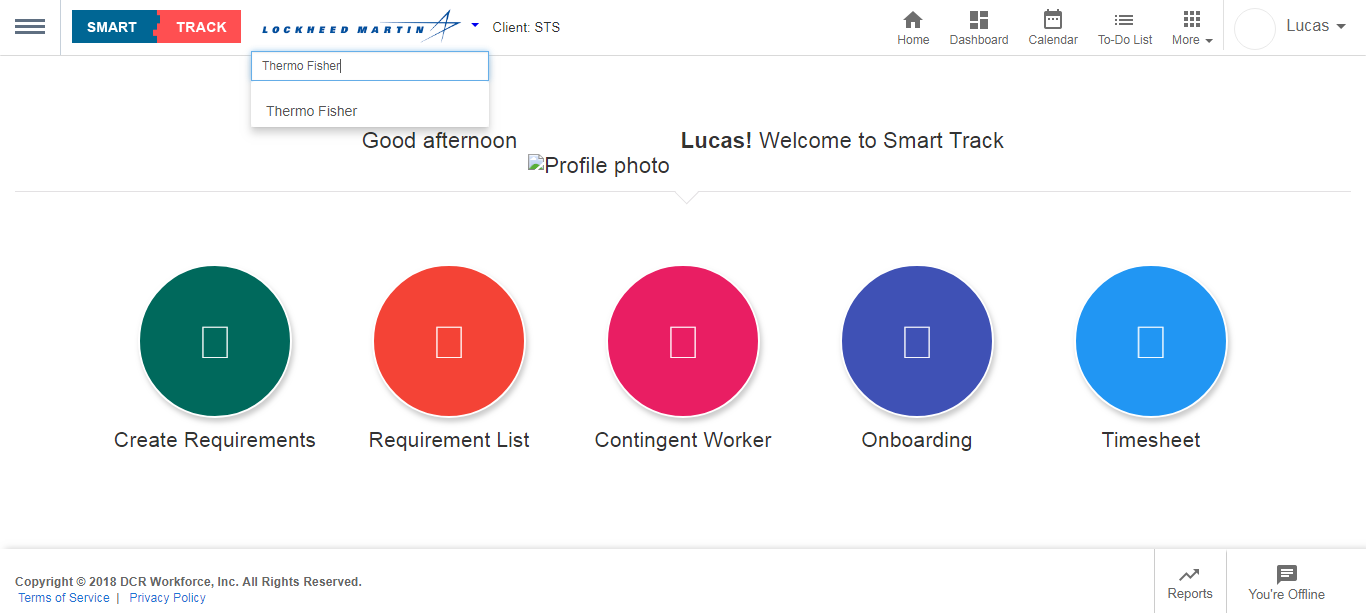 SMART TRACK
LOCKHEED MARTIN
Client: STS
Home
Dashboard
Calendar
To-Do List
More
Lucas
Thermo Fisher
Thermo Fisher
Good afternoon
Profile photo
Lucas! Welcome to Smart Track
Create Requirements
Requirement List
Contingent Worker
Onboarding
Timesheet
Copyright © 2018 DCR Workforce, Inc. All Rights Reserved.
Terms of Service | Privacy Policy
Reports
You're Offline